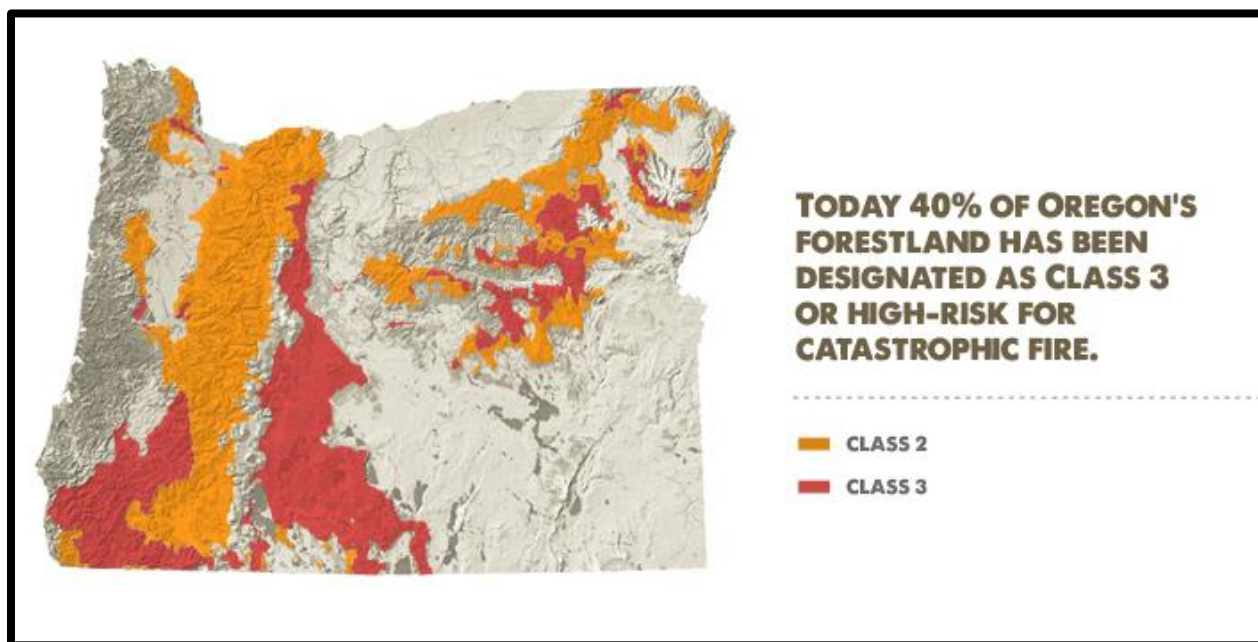 TODAY 40% OF OREGON'S
FORESTLAND HAS BEEN
DESIGNATED AS CLASS 3
OR HIGH-RISK FOR
CATASTROPHIC FIRE.
CLASS 2
CLASS 3